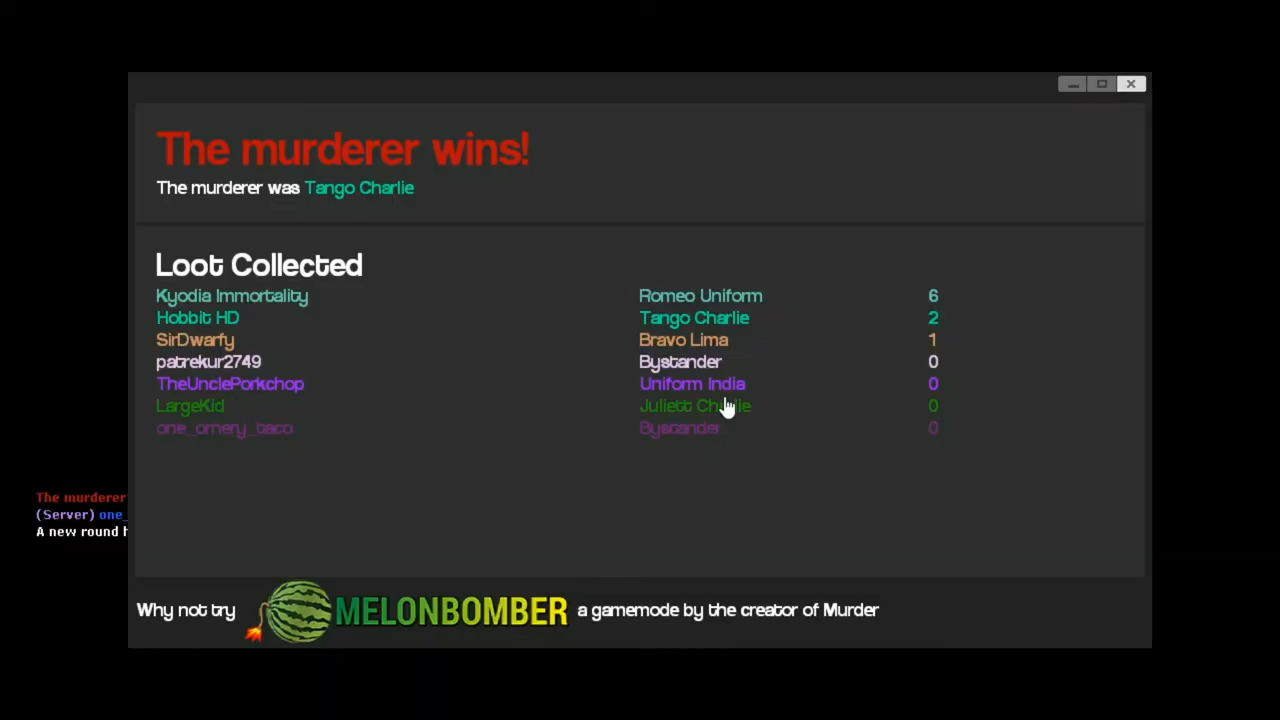 The murderer wins!
The murderer was Tango Charlie
Loot Collected
Kyodia Immortality Romeo Uniform 6
Hobbit HD Tango Charlie 2
SirDwarfy Bravo Lima 1
patrekur2749 Bystander 0
TheUnclePorkchop Uniform India 0
LargeKid Juliett Charlie 0
one_ornery_taco Bystander 0
The murderer
(Server) one_
A new round h
Why not try MELONBOMBER a gamemode by the creator of Murder